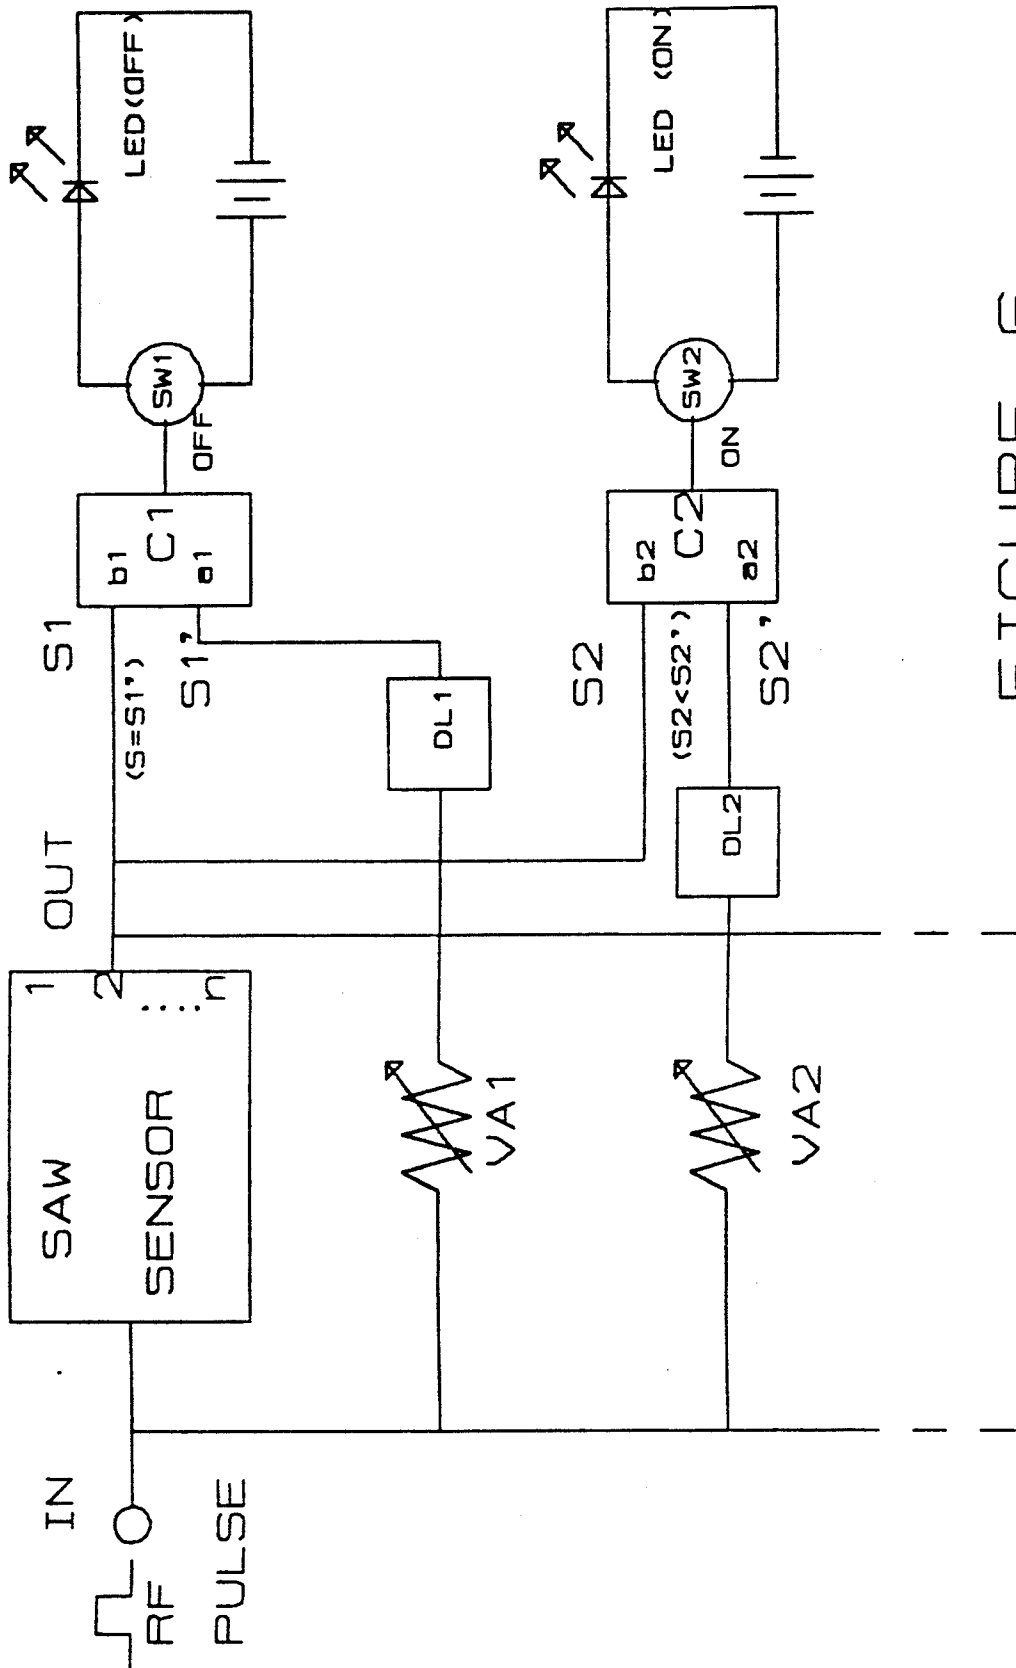 IN
RF
PULSE
SAW
SENSOR
1
2
.....n
OUT
VA1
VA2
S1
(S=S1')
S1'
DL1
S2
(S2<S2')
S2'
DL2
b1
C1
a1
OFF
SW1
LED(OFF)
b2
C2
a2
ON
SW2
LED (ON)